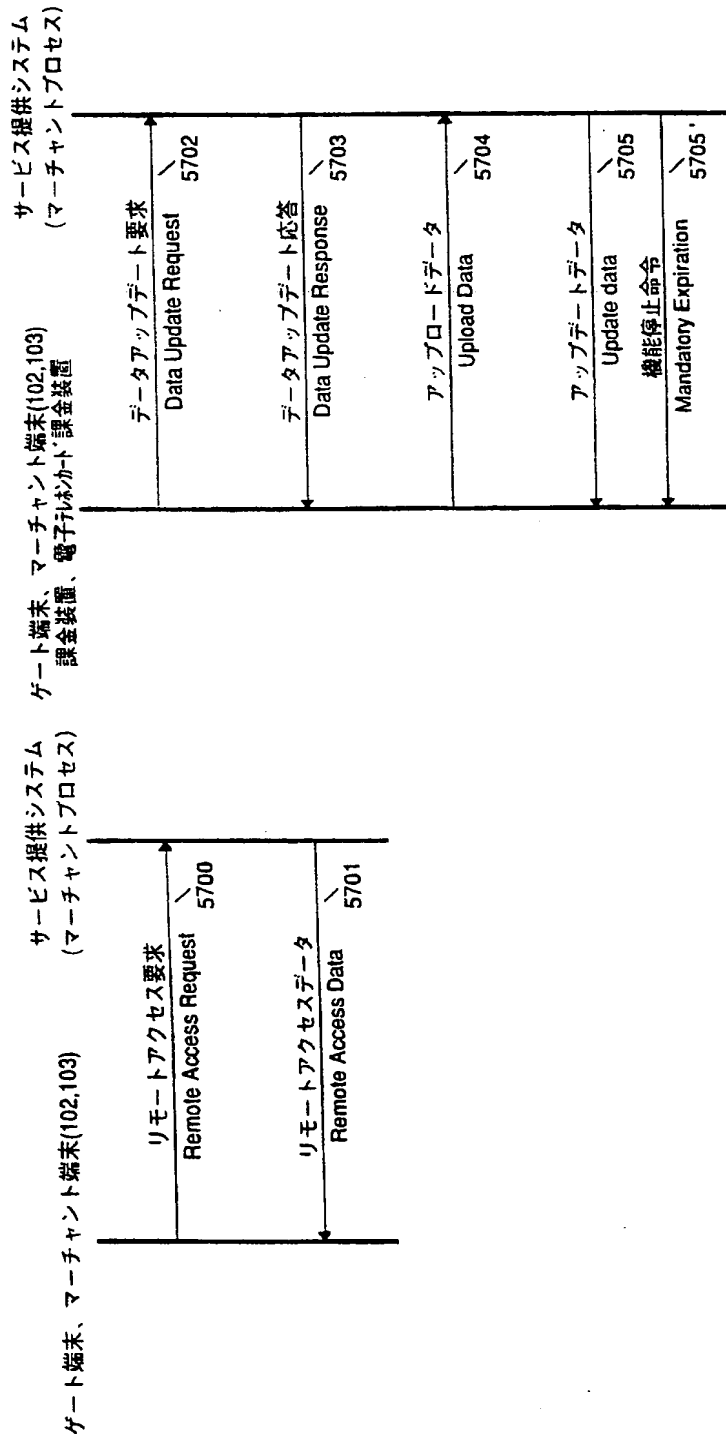 ゲート端末、マーチャント端末(102,103)
サービス提供システム
(マーチャントプロセス)
リモートアクセス要求
Remote Access Request
5700
リモートアクセスデータ
Remote Access Data
5701
ゲート端末、マーチャント端末(102,103)
課金装置、電子テレホンカード課金装置
サービス提供システム
(マーチャントプロセス)
データアップデート要求
Data Update Request
5702
データアップデート応答
Data Update Response
5703
アップロードデータ
Upload Data
5704
アップデートデータ
Update data
5705
機能停止命令
Mandatory Expiration
5705'